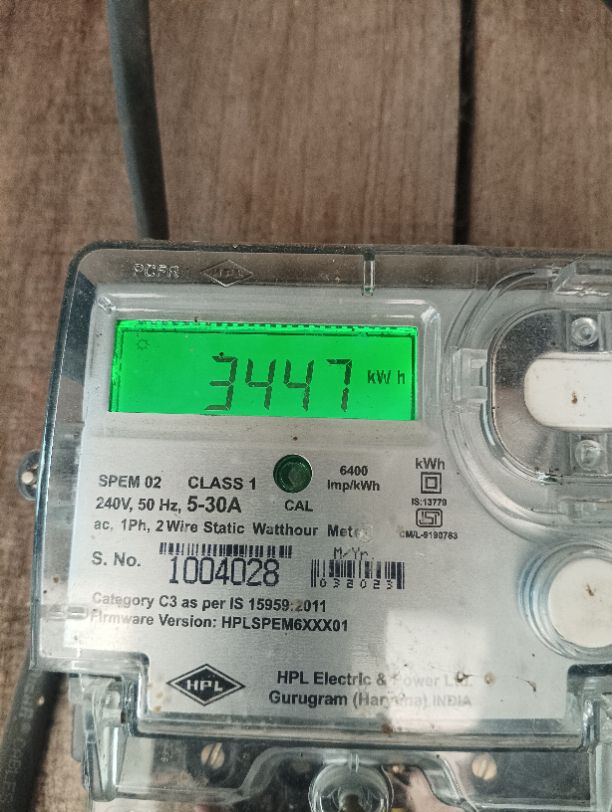 HPL
3447 kWh
SPEM 02 CLASS 1
6400
Imp/kWh
kWh
240V, 50 Hz, 5-30A
CAL
IS:13779
ac, 1Ph, 2 Wire Static Watthour Meter
CM/L-9190763
S. No. 1004028
M/Yr.
032023
Category C3 as per IS 15959:2011
Firmware Version: HPLSPEM6XXX01
HPL
HPL Electric & Power Ltd.
Gurugram (Haryana) INDIA